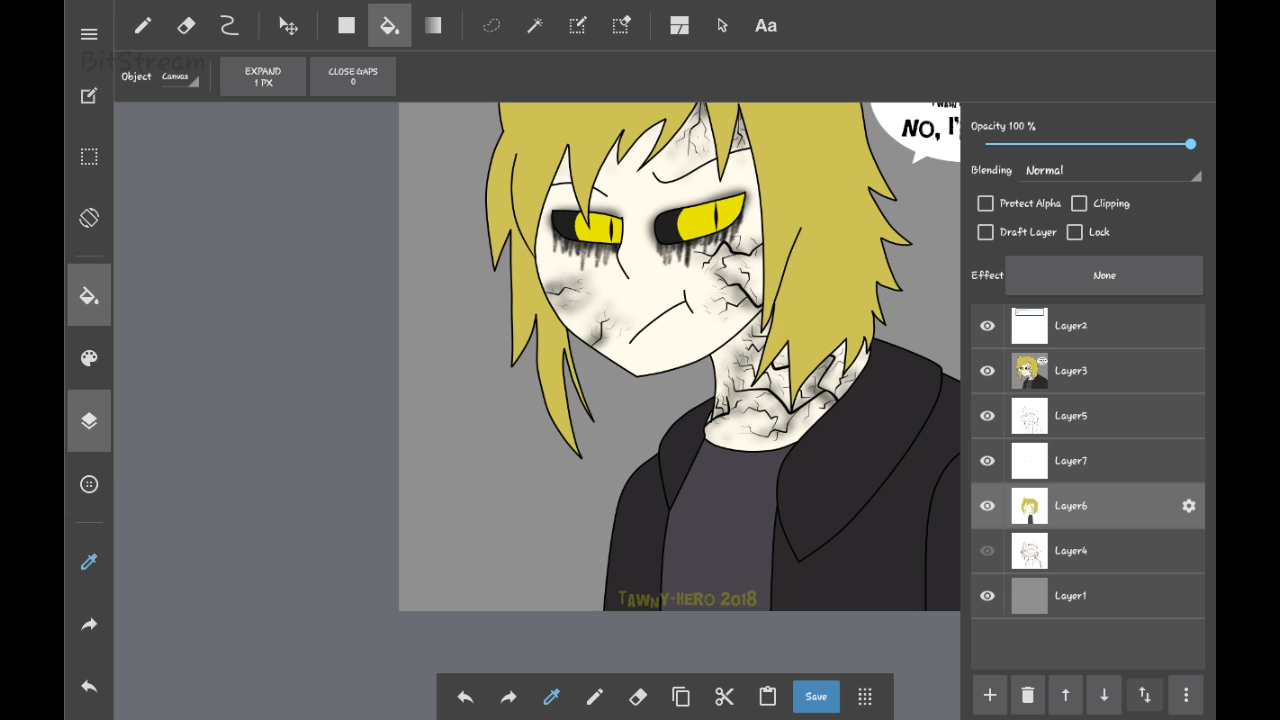 Aa
BitStream
Object Canvas
EXPAND
1 PX
CLOSE GAPS
0
NO, I'
Opacity 100 %
Blending Normal
Protect Alpha
Clipping
Draft Layer
Lock
Effect None
Layer2
Layer3
Layer5
Layer7
Layer6
Layer4
Layer1
TAWNY-HERO 2018
Save